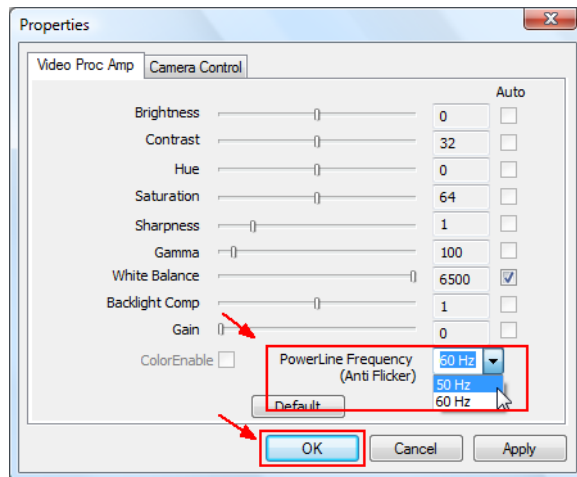 Properties
Video Proc Amp Camera Control
Auto
Brightness 0
Contrast 32
Hue 0
Saturation 64
Sharpness 1
Gamma 100
White Balance 6500
Backlight Comp 1
Gain 0
ColorEnable PowerLine Frequency 60 Hz
(Anti Flicker)
50 Hz
60 Hz
Default
OK Cancel Apply